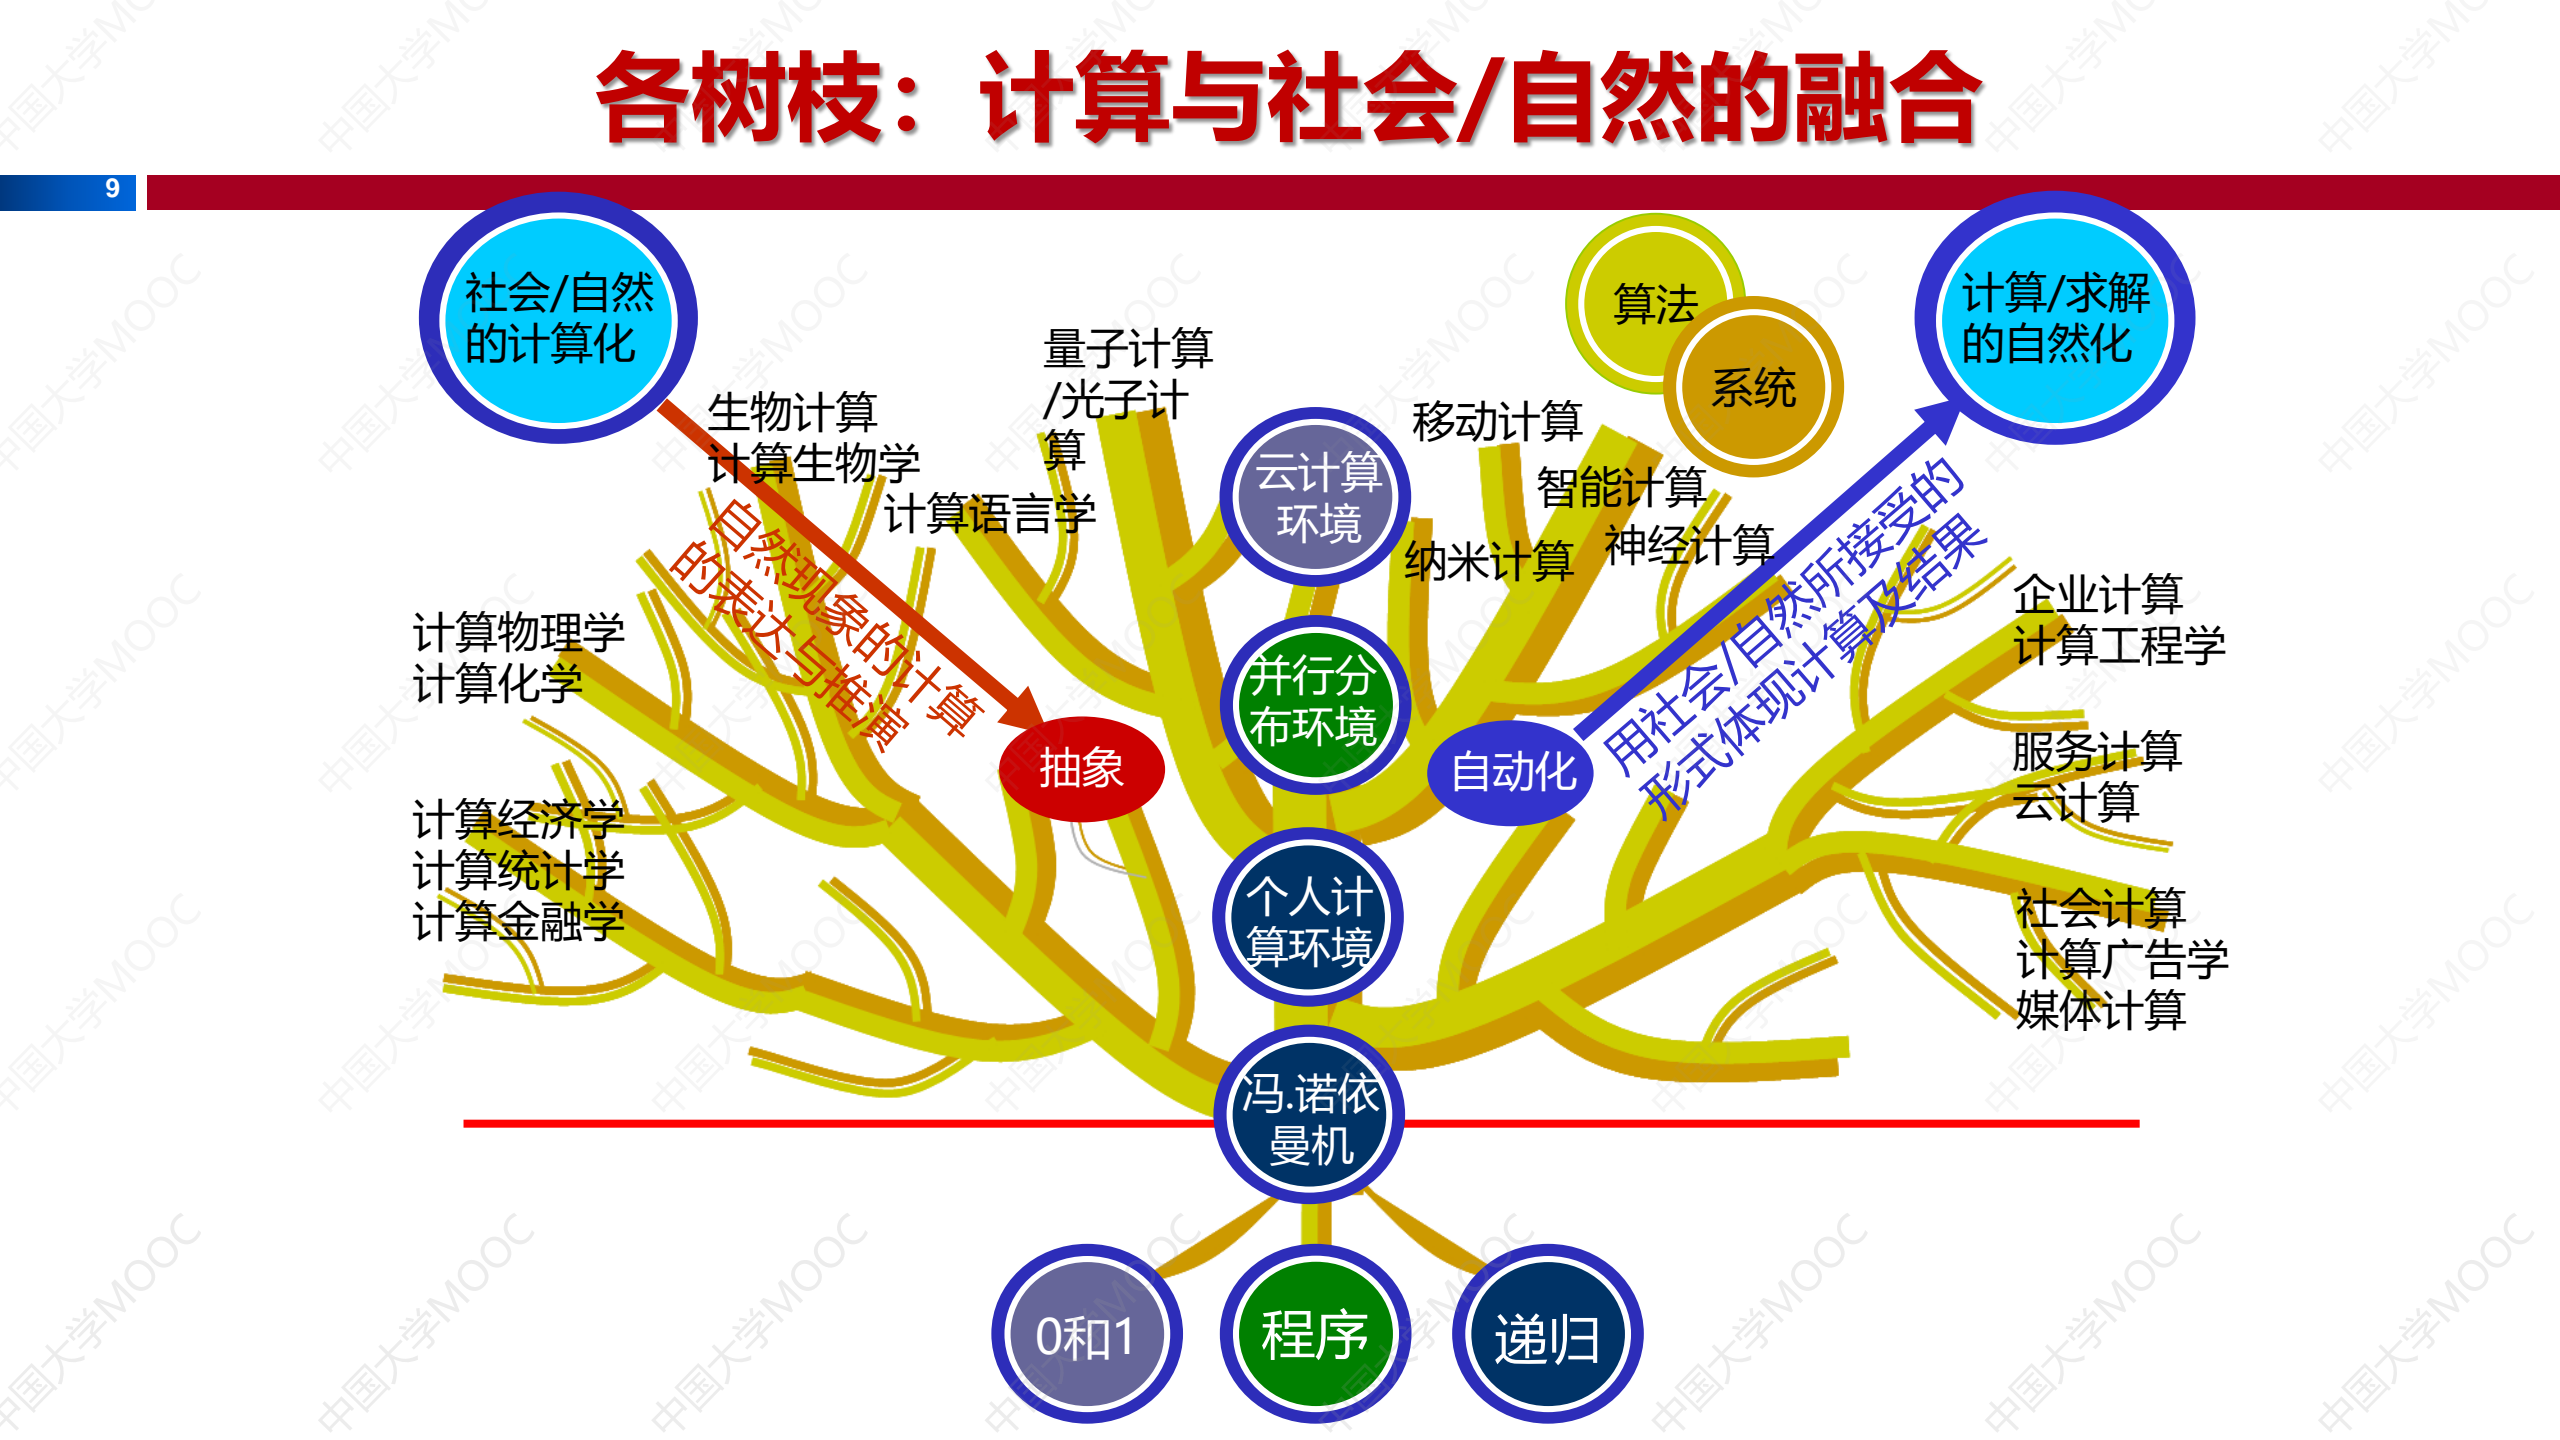 各树枝：计算与社会/自然的融合
9
社会/自然
的计算化
算法
系统
计算/求解
的自然化
生物计算
计算生物学
计算语言学
量子计算
/光子计
算
云计算
环境
移动计算
智能计算
神经计算
纳米计算
自然现象的计算
的表达与推演
用社会/自然所接受的
形式体现计算及结果
计算物理学
计算化学
企业计算
计算工程学
并行分
布环境
抽象
自动化
服务计算
云计算
计算经济学
计算统计学
计算金融学
个人计
算环境
社会计算
计算广告学
媒体计算
冯.诺依
曼机
0和1
程序
递归
中国大学MOOC